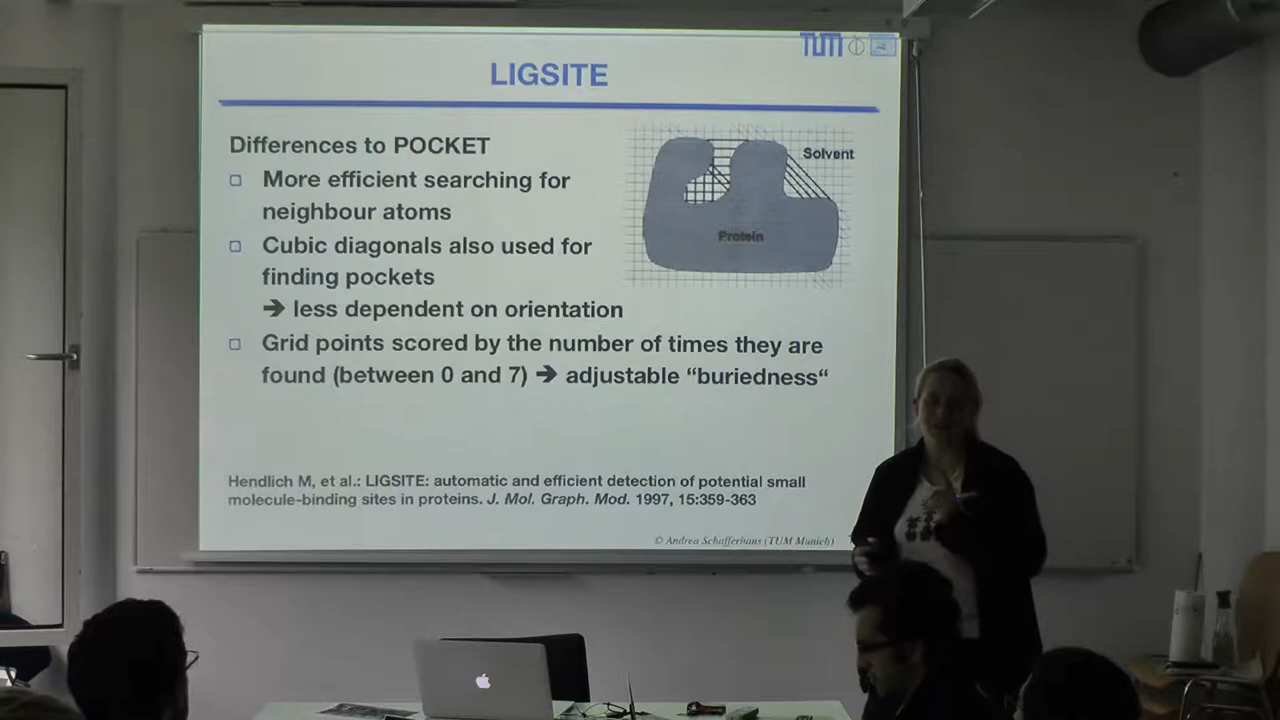 TUM
LIGSITE
Differences to POCKET
More efficient searching for
neighbour atoms
Cubic diagonals also used for
finding pockets
➔ less dependent on orientation
Grid points scored by the number of times they are
found (between 0 and 7) ➔ adjustable “buriedness“
Solvent
Protein
Hendlich M, et al.: LIGSITE: automatic and efficient detection of potential small
molecule-binding sites in proteins. J. Mol. Graph. Mod. 1997, 15:359-363
© Andrea Schafferhans (TUM Munich)